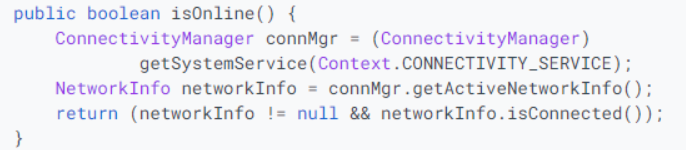 public boolean isOnline() {
    ConnectivityManager connMgr = (ConnectivityManager)
            getSystemService(Context.CONNECTIVITY_SERVICE);
    NetworkInfo networkInfo = connMgr.getActiveNetworkInfo();
    return (networkInfo != null && networkInfo.isConnected());
}